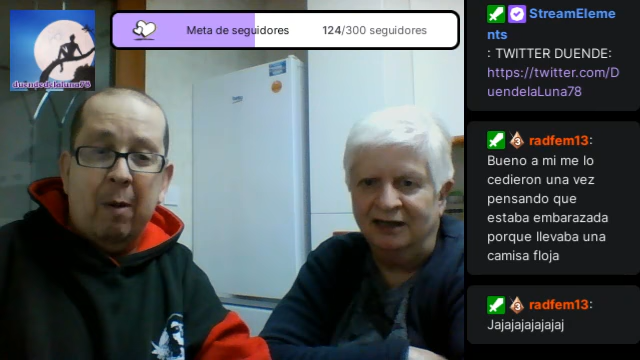 Meta de seguidores 124/300 seguidores
duendedelaluna78
StreamEleme
nts
: TWITTER DUENDE:
https://twitter.com/D
uendelaLuna78
radfem13:
Bueno a mi me lo
cedieron una vez
pensando que
estaba embarazada
porque llevaba una
camisa floja
radfem13:
Jajajajajajajaj